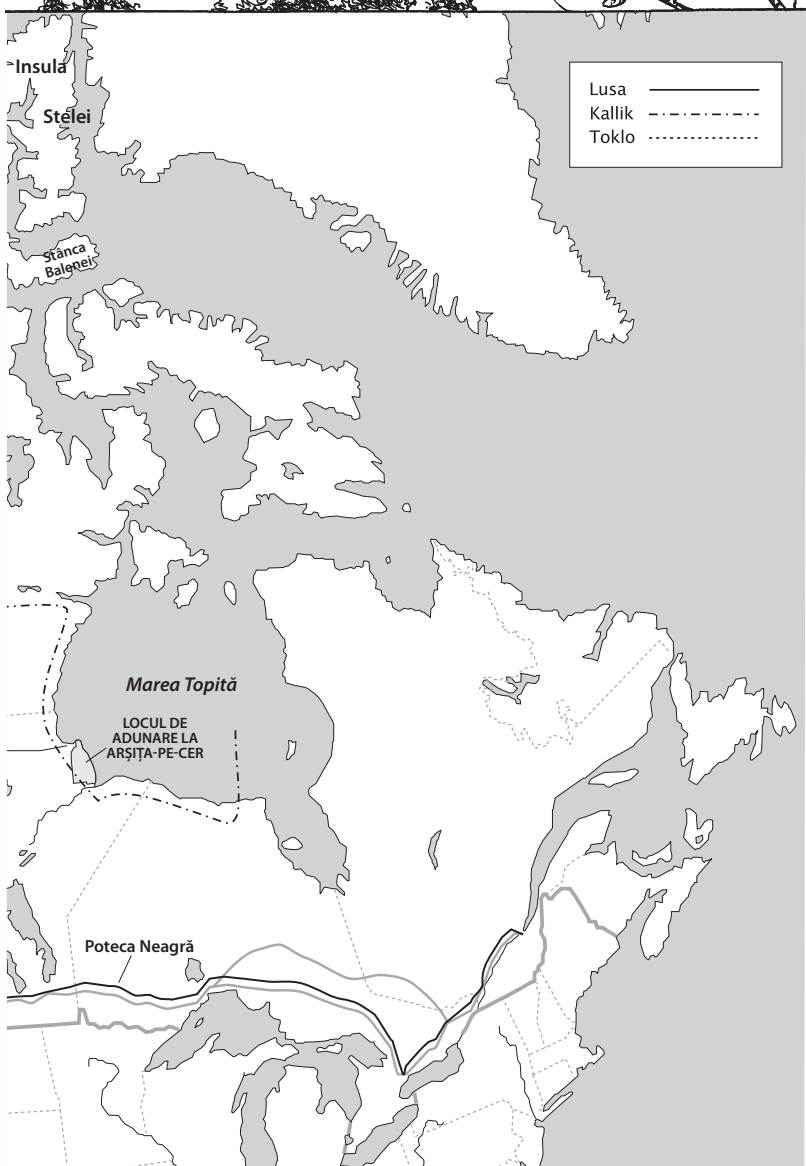 Insula
Stelei
Lusa
Kallik
Toklo
Stânca
Balenei
Marea Topită
LOCUL DE
ADUNARE LA
ARȘIȚA-PE-CER
Poteca Neagră